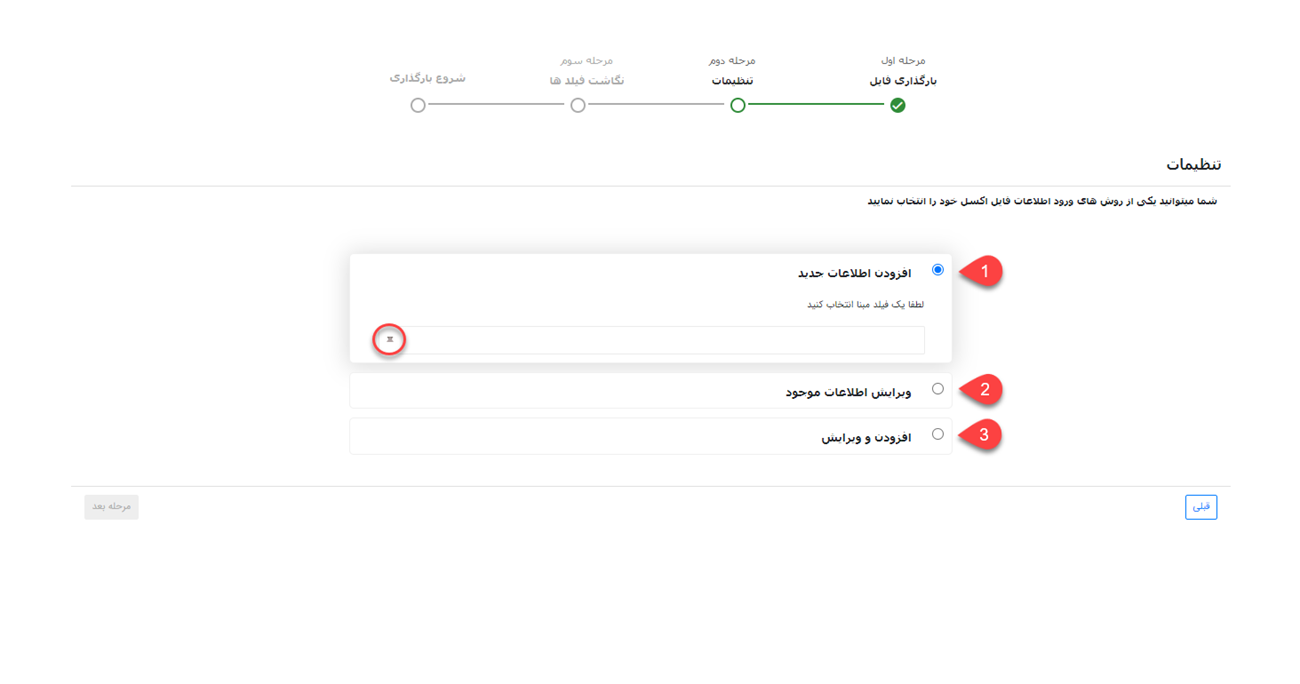 مرحله اول
بارگذاری فایل
مرحله دوم
تنظیمات
مرحله سوم
نگاشت فیلد ها
شروع بارگذاری
تنظیمات
شما میتوانید یکی از روش های ورود اطلاعات فایل اکسل خود را انتخاب نمایید
افزودن اطلاعات جدید
1
لطفا یک فیلد مبنا انتخاب کنید
ویرایش اطلاعات موجود
2
افزودن و ویرایش
3
قبلی
مرحله بعد